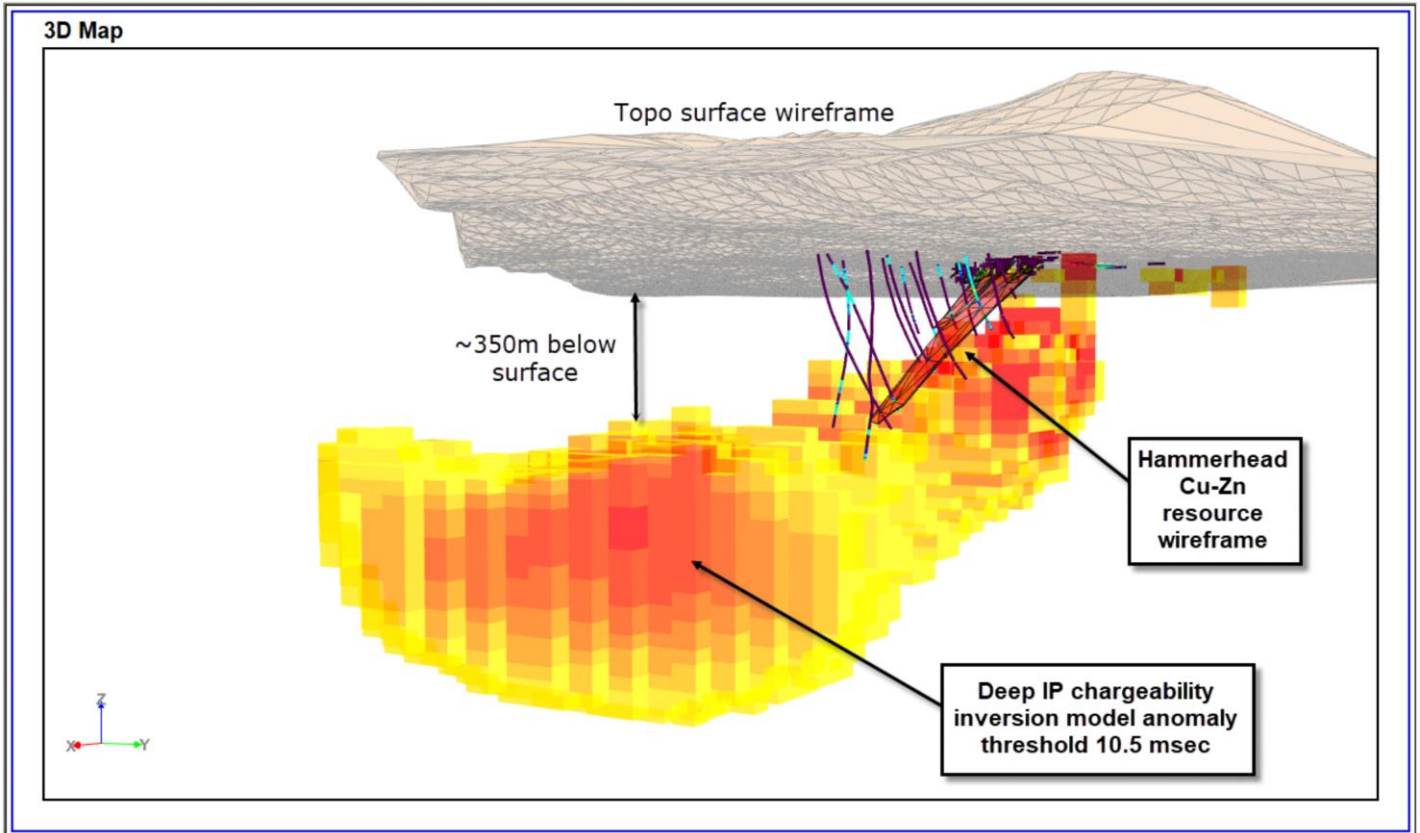 3D Map
Topo surface wireframe
~350m below
surface
Hammerhead
Cu-Zn
resource
wireframe
Deep IP chargeability
inversion model anomaly
threshold 10.5 msec
Z
X
Y